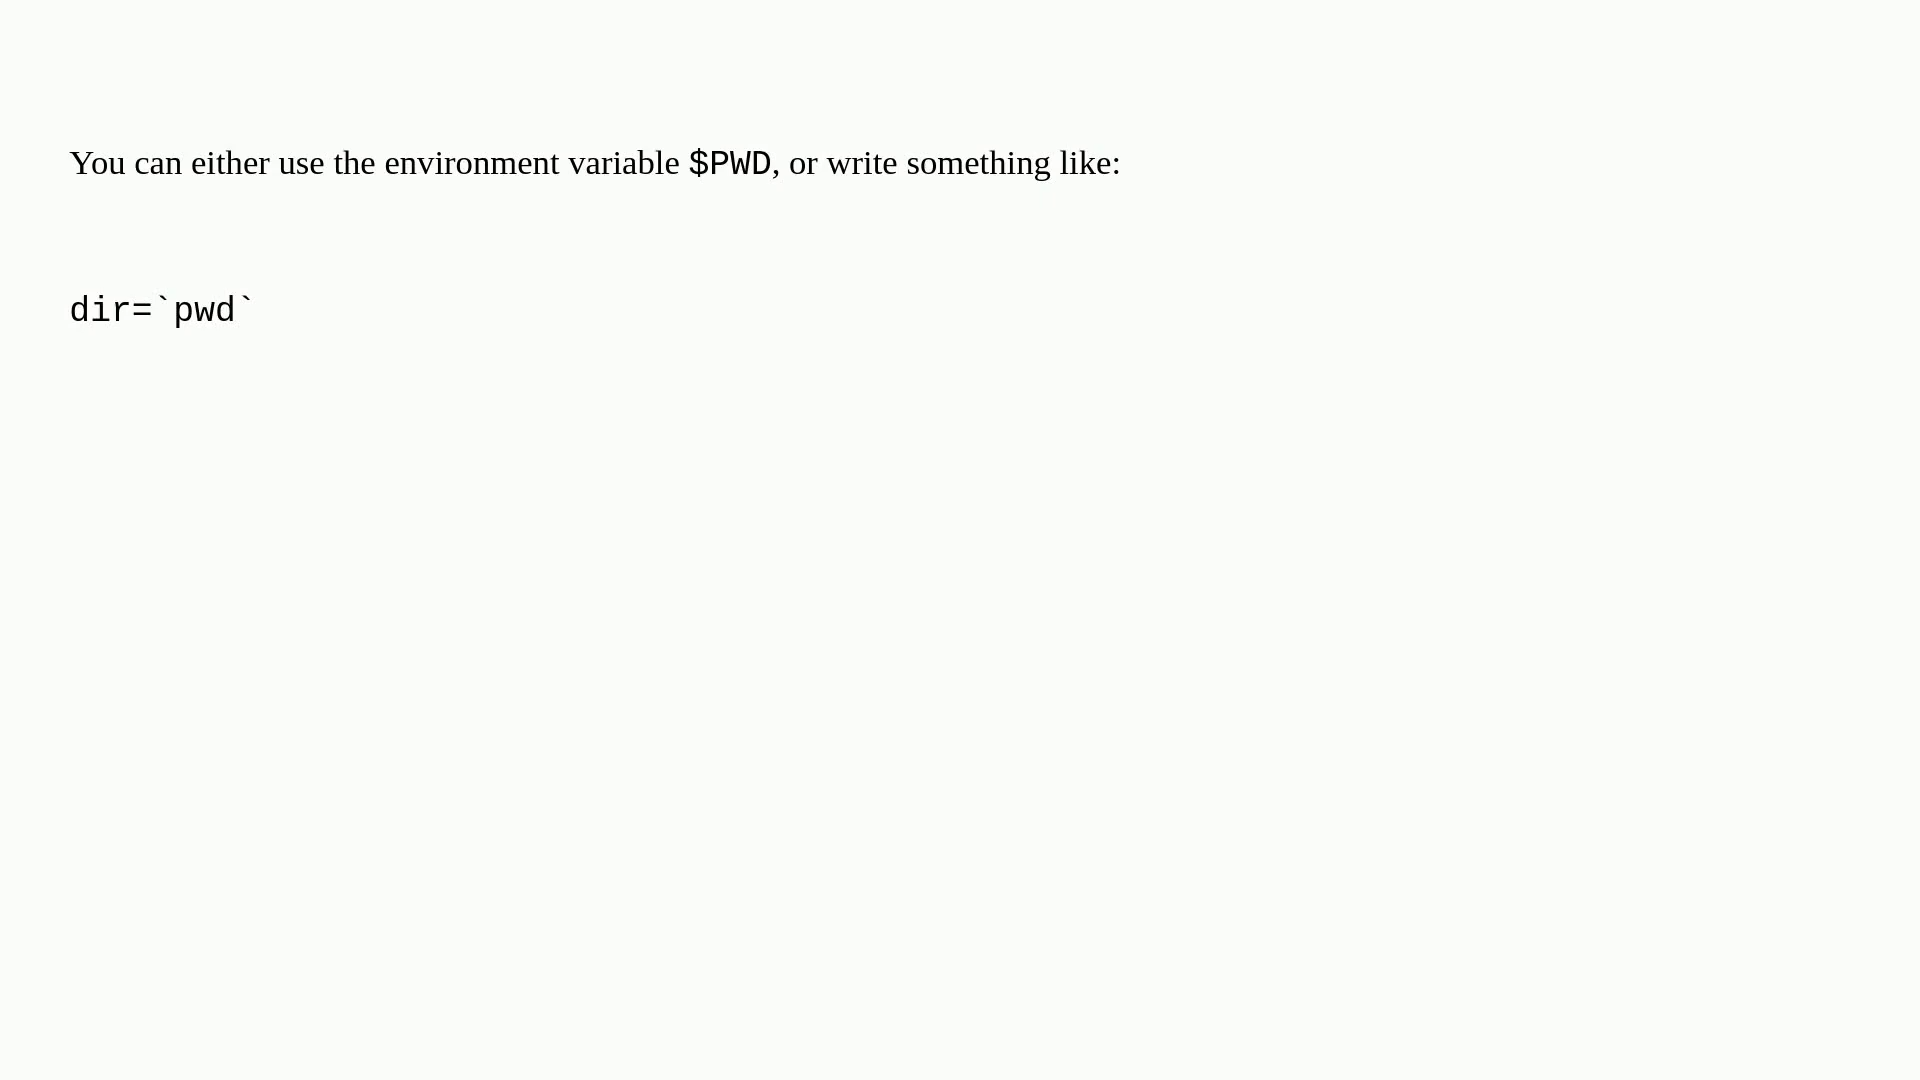 You can either use the environment variable $PWD, or write something like:
dir=`pwd`